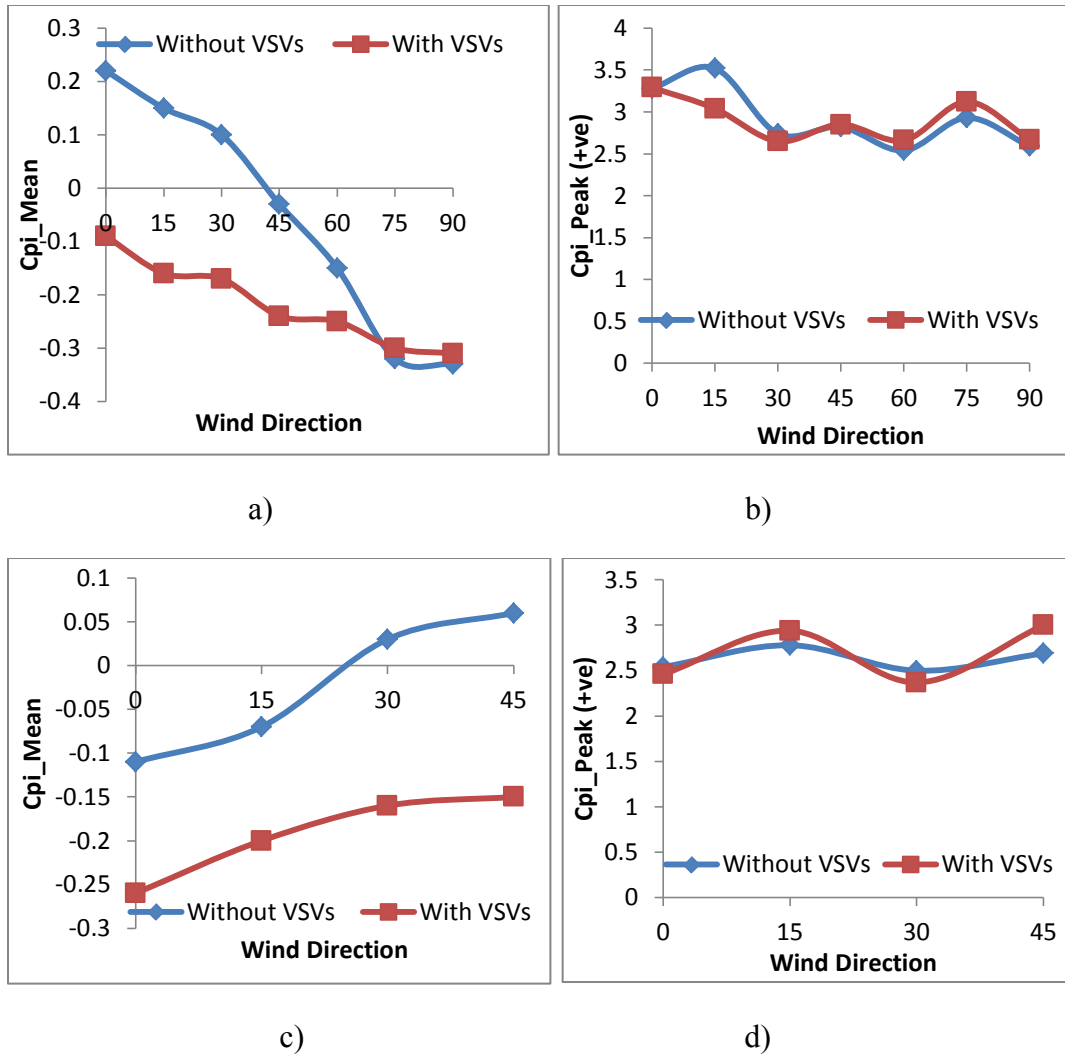 0.3
0.2
0.1
0
-0.1
-0.2
-0.3
-0.4
Cpi_Mean
Without VSVs With VSVs
0 15 30 45 60 75 90
Wind Direction
a)
4
3.5
3
2.5
2
1.5
1
0.5
0
Cpi_Peak (+ve)
Without VSVs With VSVs
0 15 30 45 60 75 90
Wind Direction
b)
0.1
0.05
0
-0.05
-0.1
-0.15
-0.2
-0.25
-0.3
Cpi_Mean
0 15 30 45
Without VSVs With VSVs
Wind Direction
c)
3.5
3
2.5
2
1.5
1
0.5
0
Cpi_Peak (+ve)
Without VSVs With VSVs
0 15 30 45
Wind Direction
d)